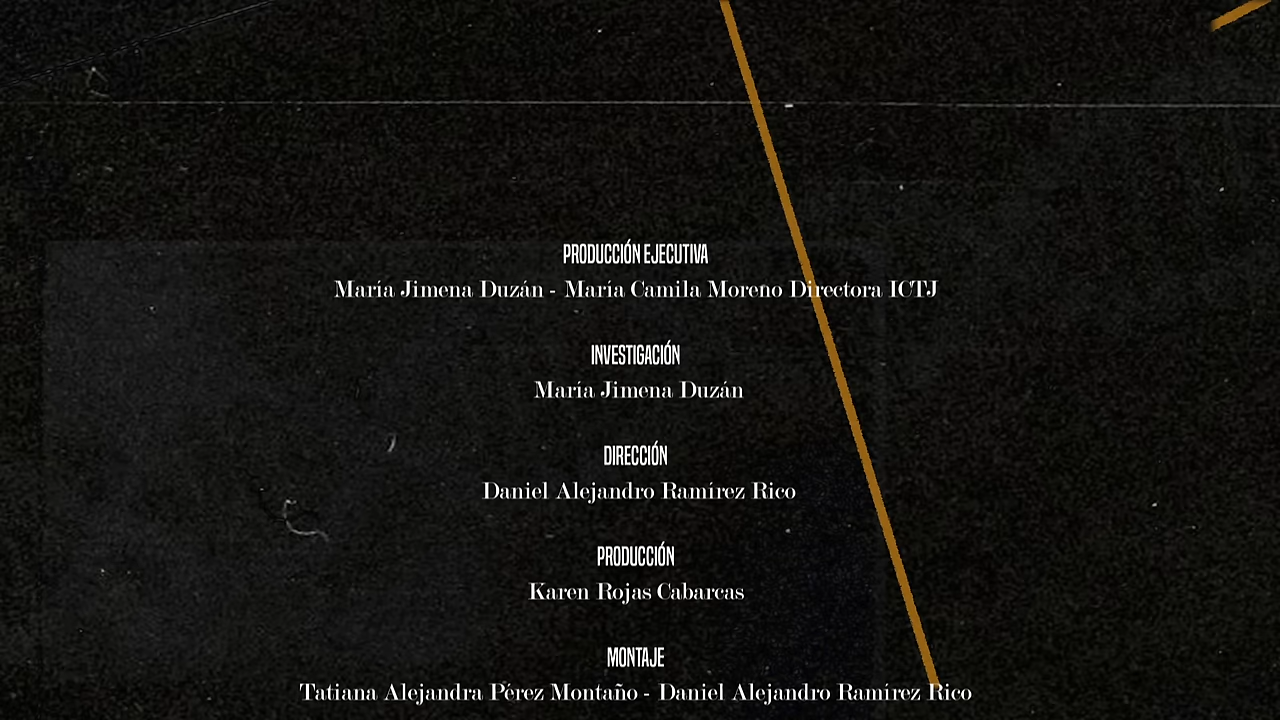 PRODUCCIÓN EJECUTIVA
María Jimena Duzán - María Camila Moreno Directora ICTJ
INVESTIGACIÓN
María Jimena Duzán
DIRECCIÓN
Daniel Alejandro Ramírez Rico
PRODUCCIÓN
Karen Rojas Cabarcas
MONTAJE
Tatiana Alejandra Pérez Montaño - Daniel Alejandro Ramírez Rico